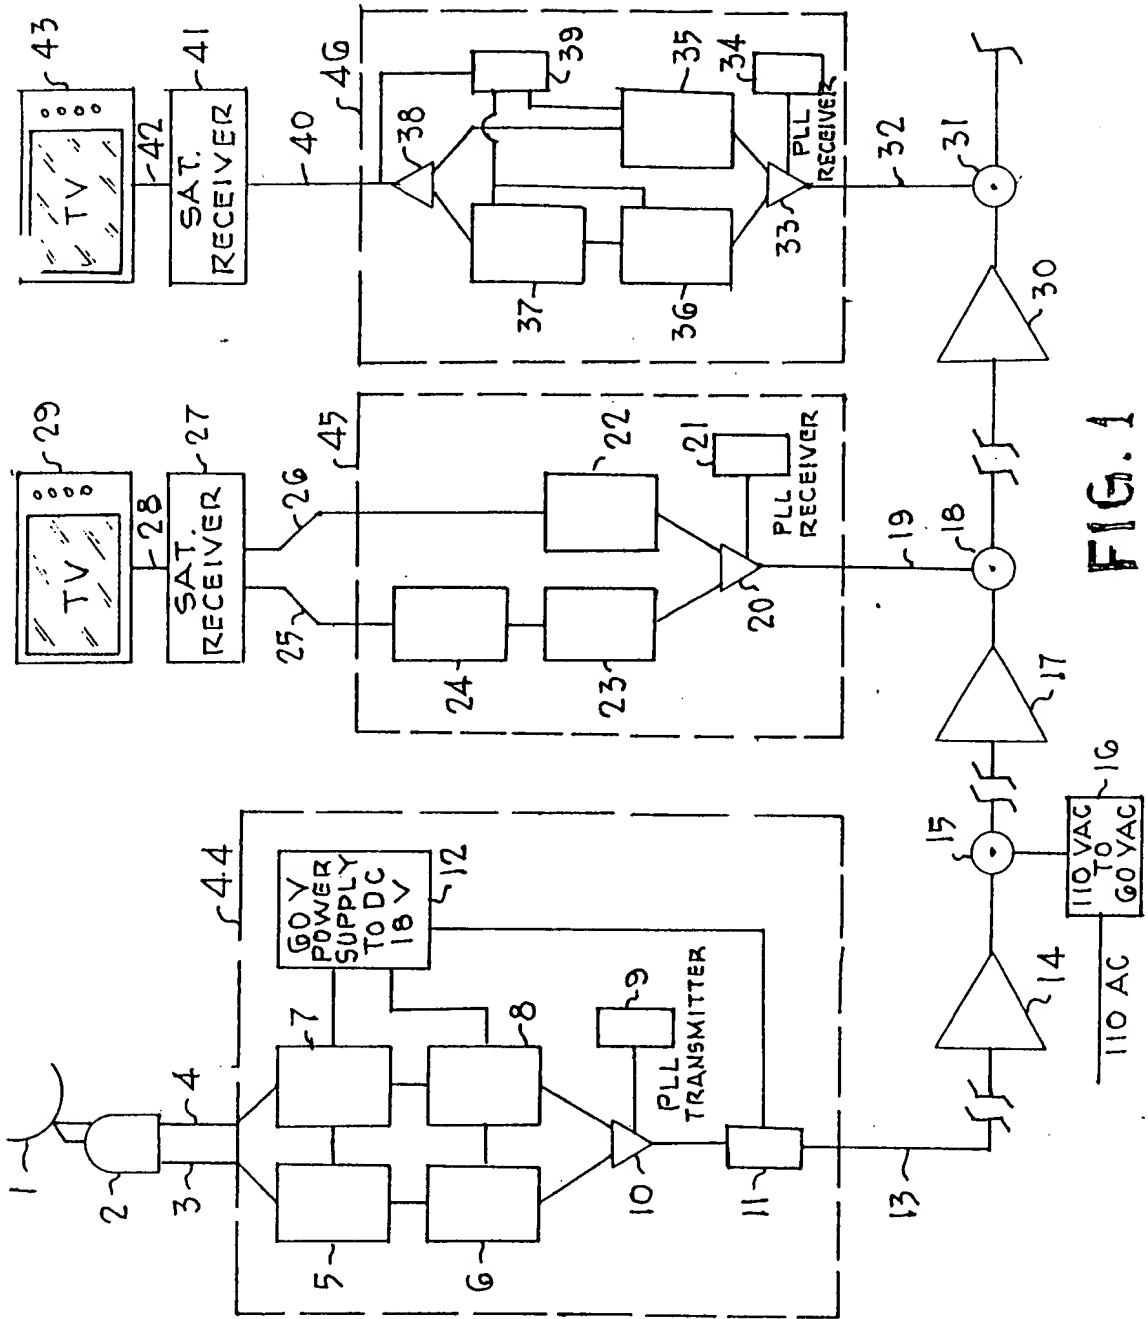 1
2
3
4
44
5
7
6
8
60 V
POWER
SUPPLY
TO DC
18 V
12
9
PLL
TRANSMITTER
10
11
13
14
110 AC
15
110 VAC
TO
60 VAC
16
17
29
TV
28
SAT.
RECEIVER
27
25
26
45
24
23
22
21
PLL
RECEIVER
20
19
18
43
TV
42
SAT.
RECEIVER
41
40
46
38
39
37
35
36
34
PLL
RECEIVER
33
32
31
30
FIG. 1